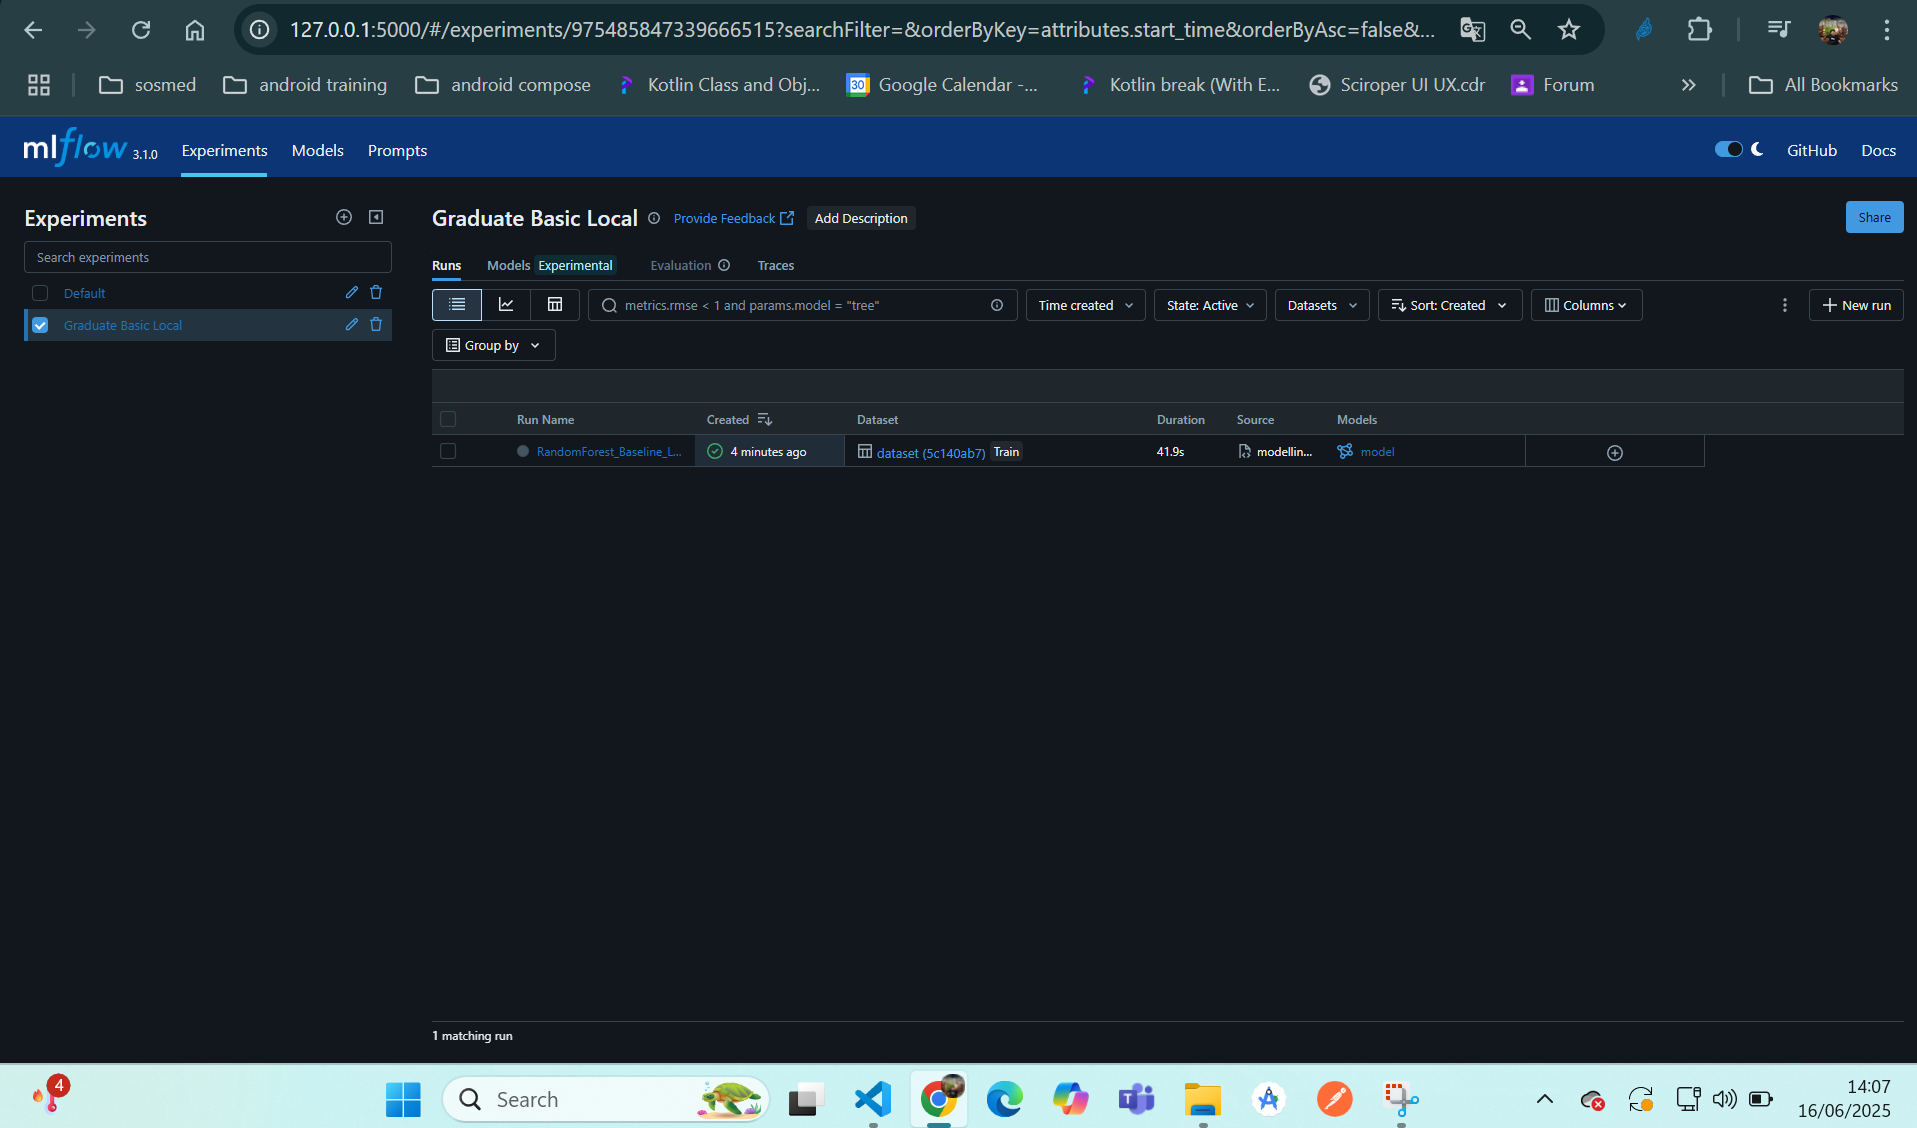 127.0.0.1:5000/#/experiments/975485847339666515?searchFilter=&orderByKey=attributes.start_time&orderByAsc=false&...
sosmed
android training
android compose
Kotlin Class and Obj...
30
Google Calendar -...
Kotlin break (With E...
Sciroper UI UX.cdr
Forum
»
All Bookmarks
mlflow 3.1.0
Experiments
Models
Prompts
GitHub
Docs
Experiments
Search experiments
Default
Graduate Basic Local
Graduate Basic Local
Provide Feedback
Add Description
Share
Runs
Models Experimental
Evaluation
Traces
metrics.rmse < 1 and params.model = "tree"
Time created
State: Active
Datasets
Sort: Created
Columns
New run
Group by
Run Name Created Dataset Duration Source Models
RandomForest_Baseline_L... 4 minutes ago dataset (5c140ab7) Train 41.9s modellin... model
1 matching run
4
Search
14:07
16/06/2025